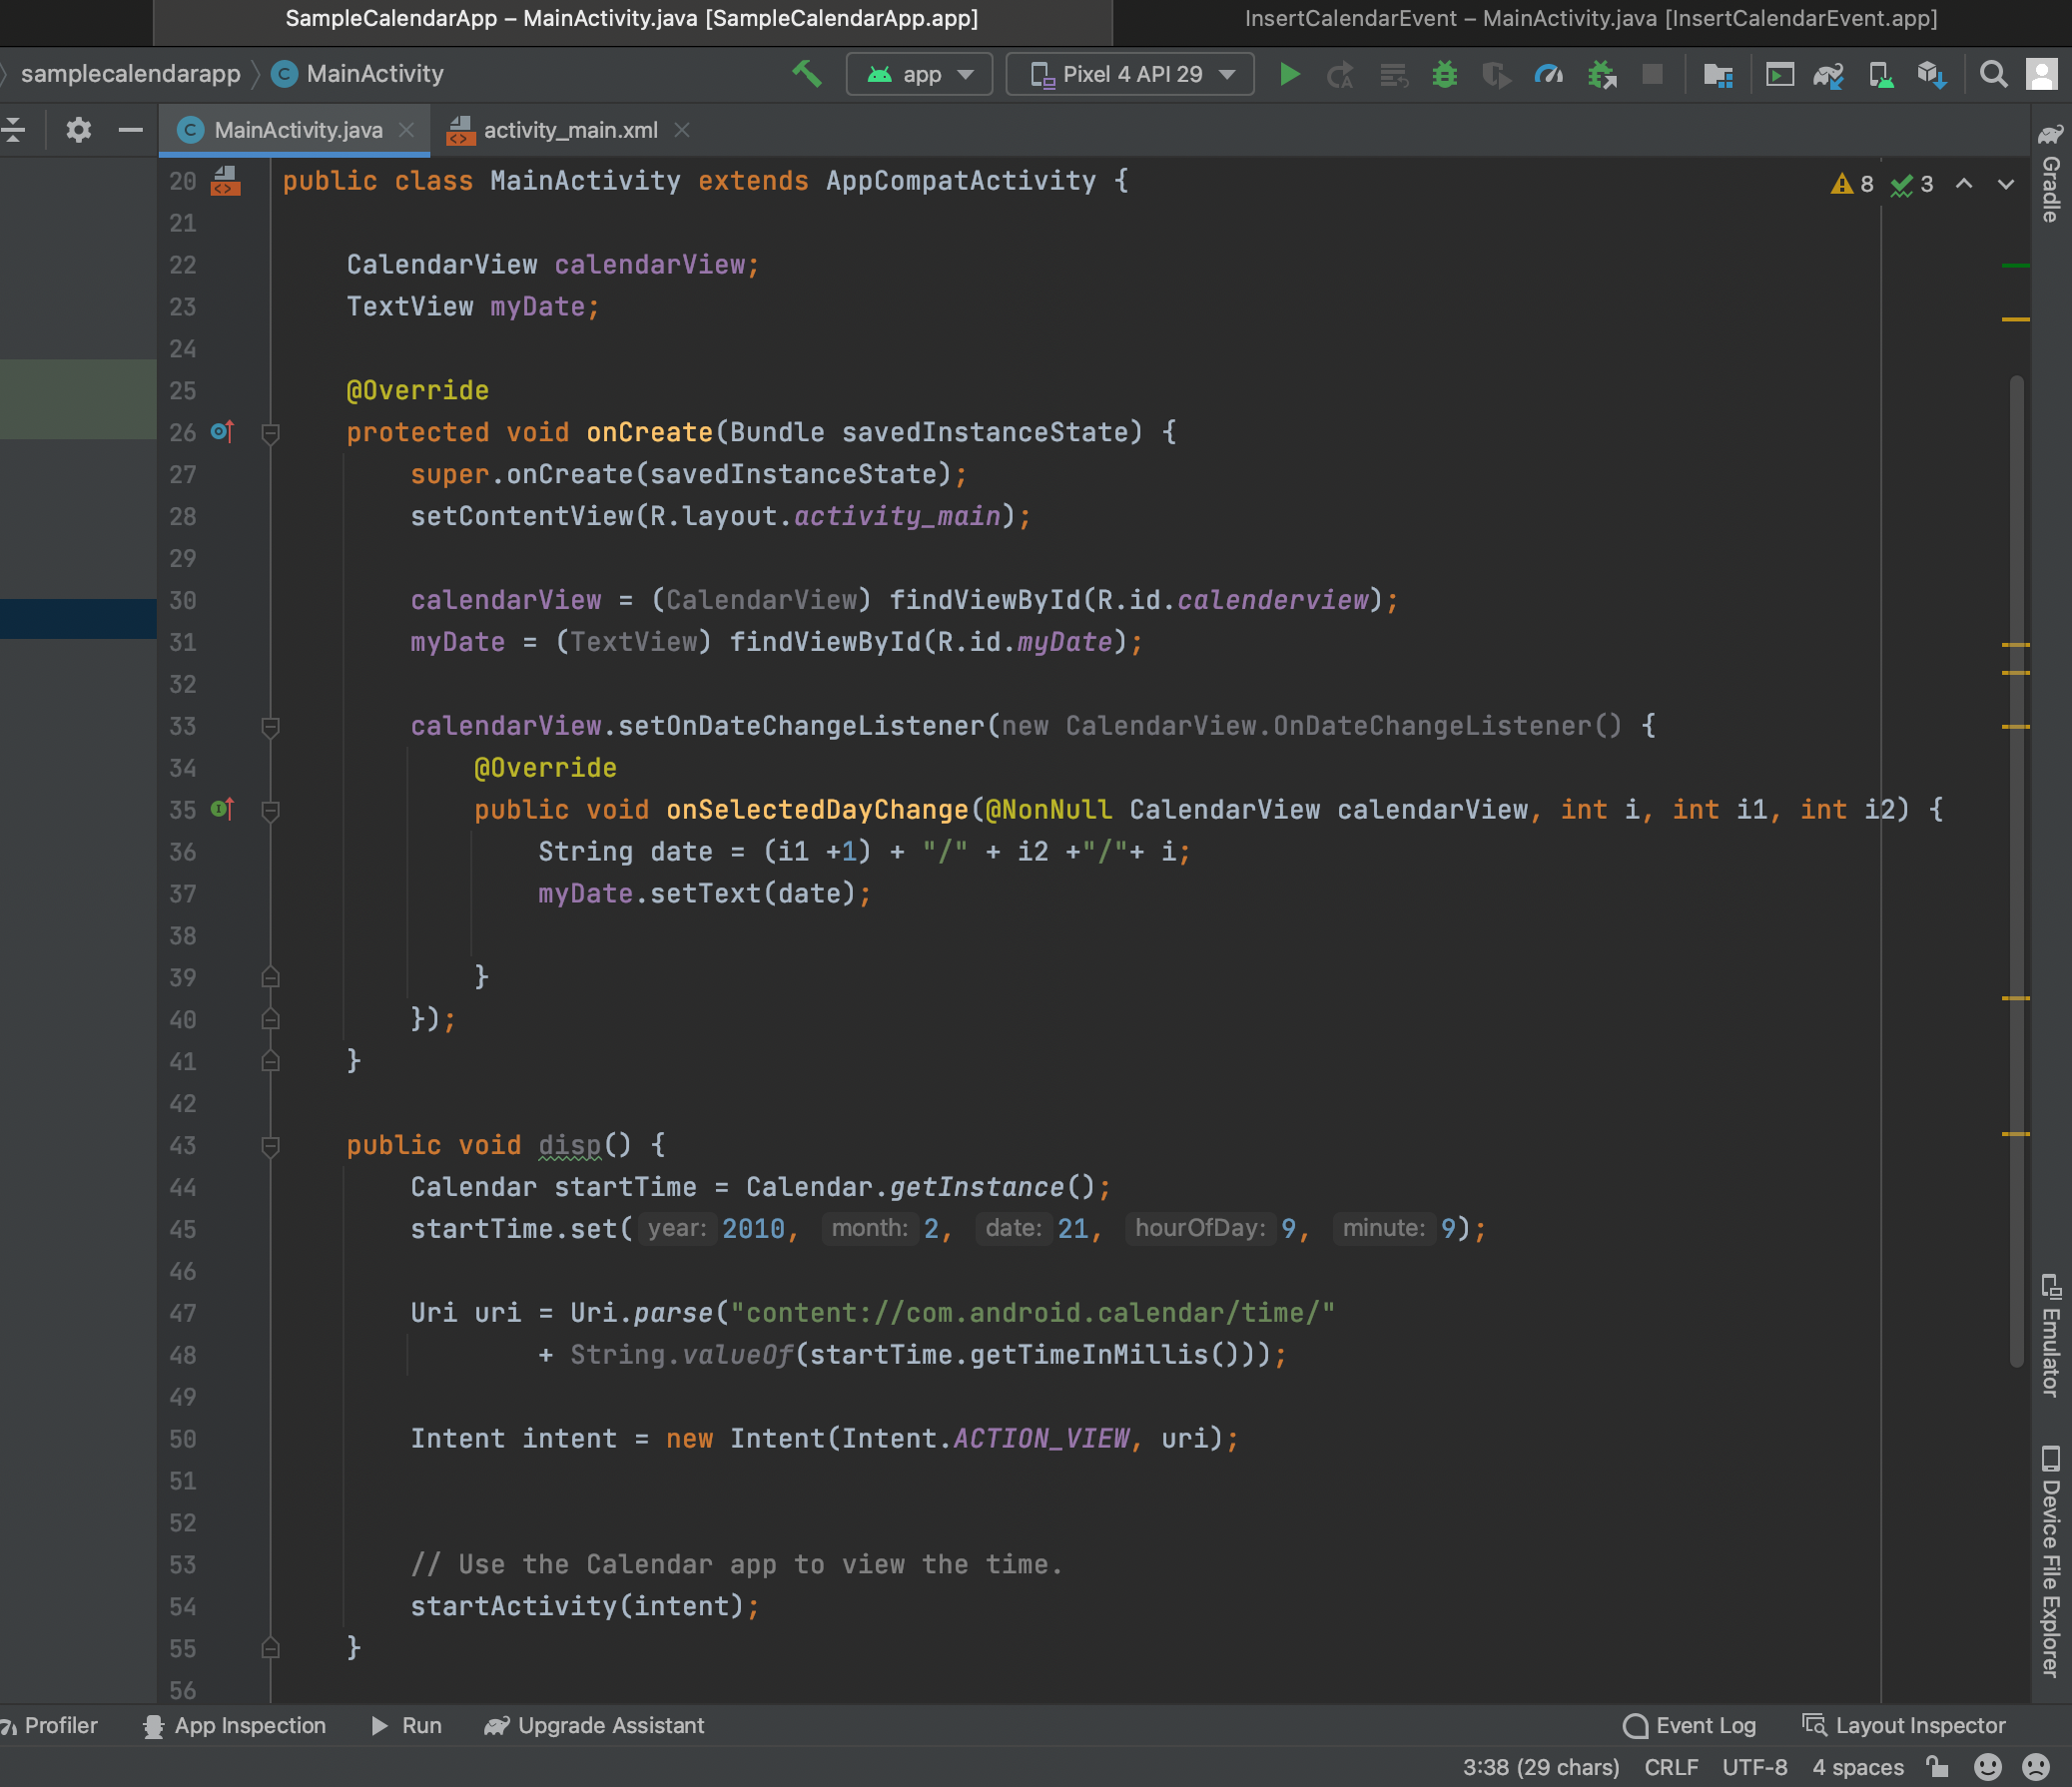 SampleCalendarApp – MainActivity.java [SampleCalendarApp.app]
InsertCalendarEvent – MainActivity.java [InsertCalendarEvent.app]
samplecalendarapp
MainActivity
app
Pixel 4 API 29
MainActivity.java
activity_main.xml
20 public class MainActivity extends AppCompatActivity {
8 3
21
22 CalendarView calendarView;
23 TextView myDate;
24
25 @Override
26 protected void onCreate(Bundle savedInstanceState) {
27 super.onCreate(savedInstanceState);
28 setContentView(R.layout.activity_main);
29
30 calendarView = (CalendarView) findViewById(R.id.calenderview);
31 myDate = (TextView) findViewById(R.id.myDate);
32
33 calendarView.setOnDateChangeListener(new CalendarView.OnDateChangeListener() {
34 @Override
35 public void onSelectedDayChange(@NonNull CalendarView calendarView, int i, int i1, int i2) {
36 String date = (i1 +1) + "/" + i2 +"/"+ i;
37 myDate.setText(date);
38
39 }
40 });
41 }
42
43 public void disp() {
44 Calendar startTime = Calendar.getInstance();
45 startTime.set( year: 2010, month: 2, date: 21, hourOfDay: 9, minute: 9);
46
47 Uri uri = Uri.parse("content://com.android.calendar/time/"
48 + String.valueOf(startTime.getTimeInMillis()));
49
50 Intent intent = new Intent(Intent.ACTION_VIEW, uri);
51
52
53 // Use the Calendar app to view the time.
54 startActivity(intent);
55 }
56
Gradle
Emulator
Device File Explorer
Profiler
App Inspection
Run
Upgrade Assistant
Event Log
Layout Inspector
3:38 (29 chars) CRLF UTF-8 4 spaces